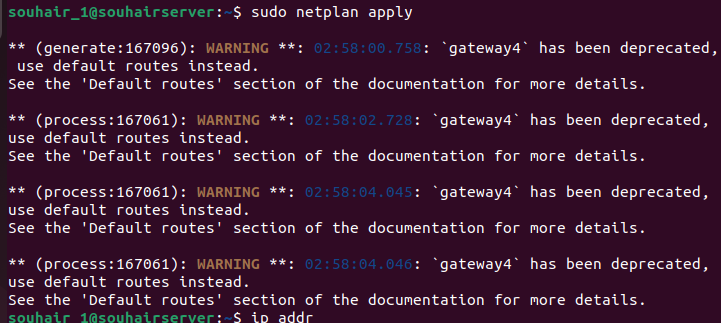 souhair_1@souhairserver:~$ sudo netplan apply
** (generate:167096): WARNING **: 02:58:00.758: `gateway4` has been deprecated,
 use default routes instead.
See the 'Default routes' section of the documentation for more details.
** (process:167061): WARNING **: 02:58:02.728: `gateway4` has been deprecated,
use default routes instead.
See the 'Default routes' section of the documentation for more details.
** (process:167061): WARNING **: 02:58:04.045: `gateway4` has been deprecated,
use default routes instead.
See the 'Default routes' section of the documentation for more details.
** (process:167061): WARNING **: 02:58:04.046: `gateway4` has been deprecated,
use default routes instead.
See the 'Default routes' section of the documentation for more details.
souhair_1@souhairserver:~$ ip addr